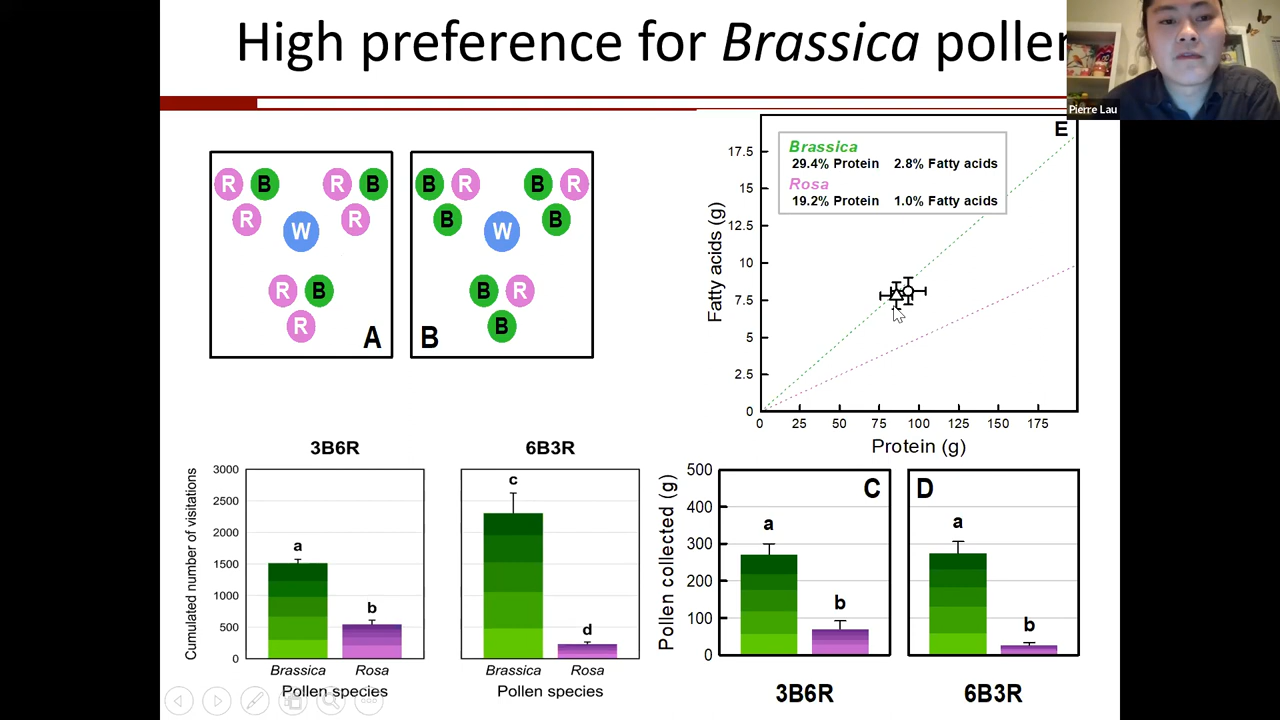 High preference for Brassica pollen
Pierre Lau
R B R B
R R
W
R B
R
A
B R B R
B B
W
B R
B
B
E
Brassica
29.4% Protein 2.8% Fatty acids
Rosa
19.2% Protein 1.0% Fatty acids
Fatty acids (g)
17.5
15
12.5
10
7.5
5
2.5
0
0 25 50 75 100 125 150 175
Protein (g)
3B6R
Cumulated number of visitations
3000
2500
2000
1500
1000
500
0
a
b
Brassica Rosa
Pollen species
6B3R
c
d
Brassica Rosa
Pollen species
Pollen collected (g)
500
400
300
200
100
0
C
a
b
3B6R
D
a
b
6B3R